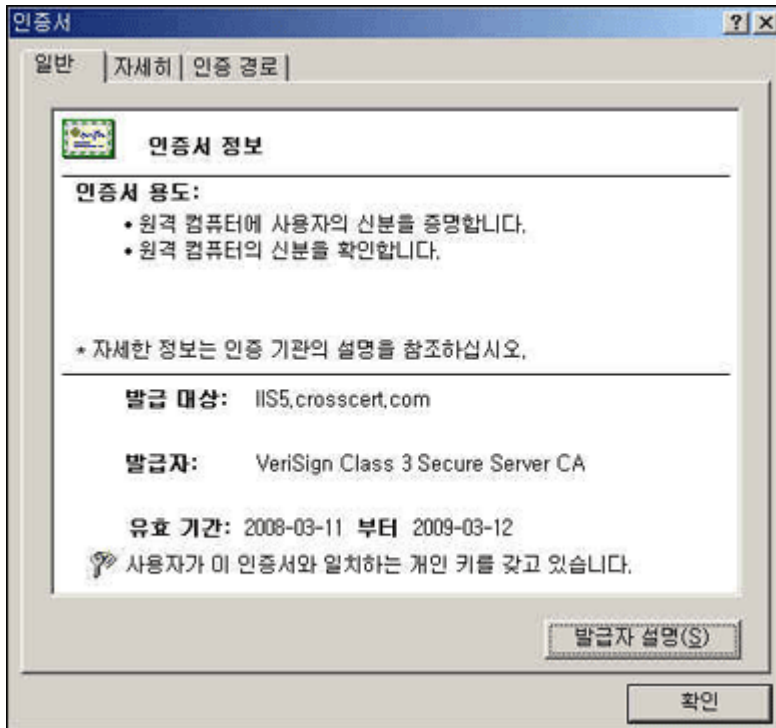 인증서
일반 자세히 인증 경로
인증서 정보
인증서 용도:
• 원격 컴퓨터에 사용자의 신분을 증명합니다.
• 원격 컴퓨터의 신분을 확인합니다.
* 자세한 정보는 인증 기관의 설명을 참조하십시오.
발급 대상: IIS5.crosscert.com
발급자: VeriSign Class 3 Secure Server CA
유효 기간: 2008-03-11 부터 2009-03-12
사용자가 이 인증서와 일치하는 개인 키를 갖고 있습니다.
발급자 설명(S)
확인